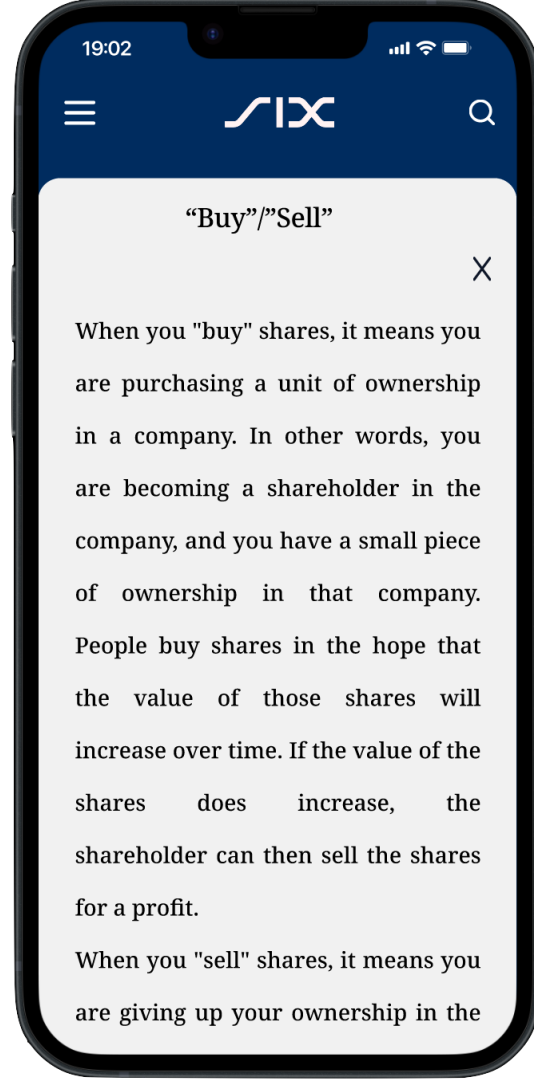 19:02
SIX
“Buy”/”Sell”
X
When you "buy" shares, it means you
are purchasing a unit of ownership
in a company. In other words, you
are becoming a shareholder in the
company, and you have a small piece
of ownership in that company.
People buy shares in the hope that
the value of those shares will
increase over time. If the value of the
shares does increase, the
shareholder can then sell the shares
for a profit.
When you "sell" shares, it means you
are giving up your ownership in the